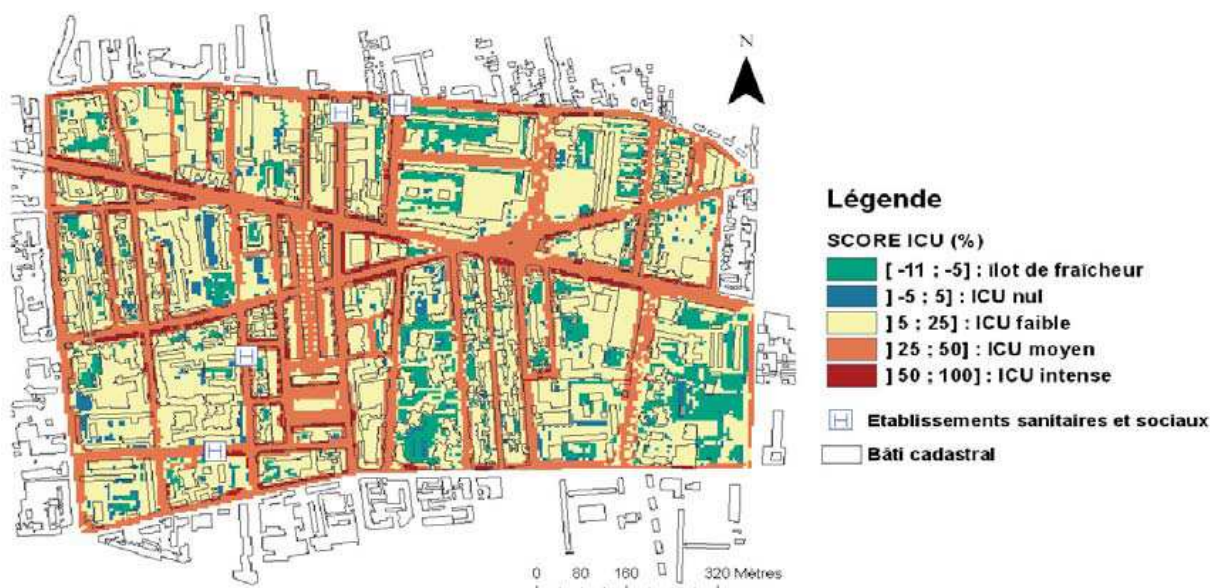 N
Légende
SCORE ICU (%)
[ -11 ; -5] : ilot de fraîcheur
] -5 ; 5] : ICU nul
] 5 ; 25] : ICU faible
] 25 ; 50] : ICU moyen
] 50 ; 100] : ICU intense
H Etablissements sanitaires et sociaux
Bâti cadastral
H
H
H
H
0 80 160 320 Mètres